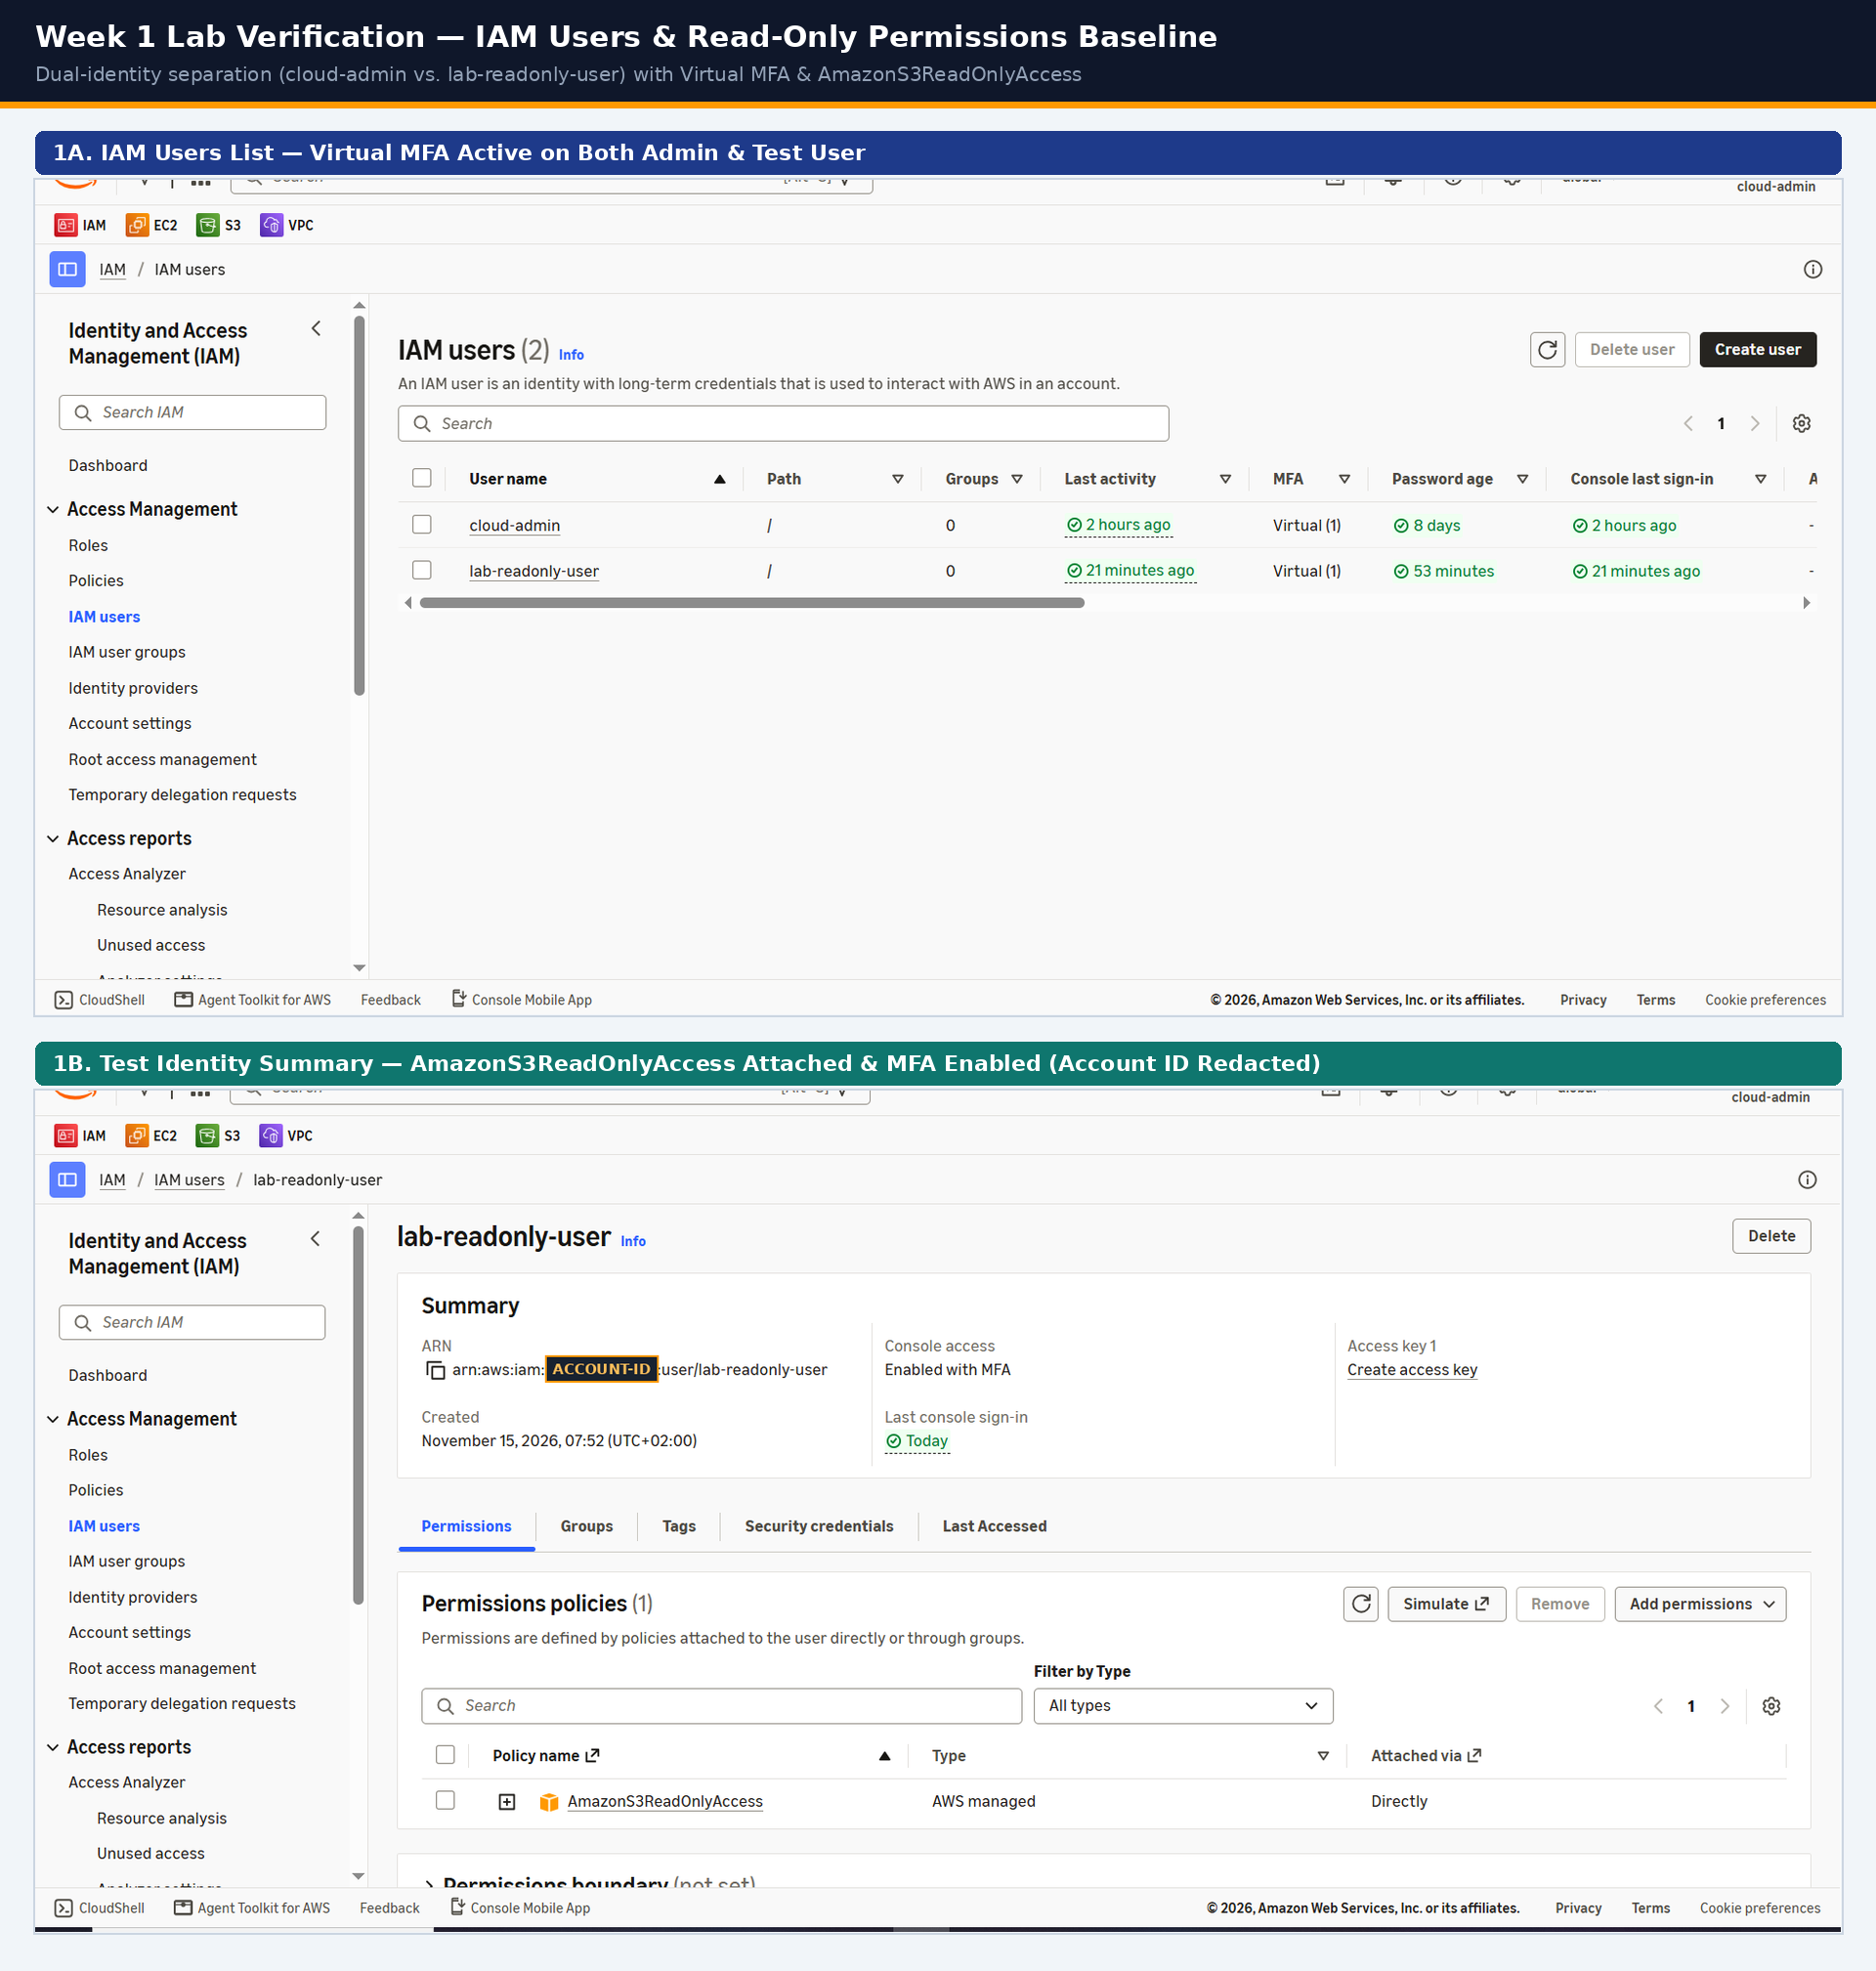 Week 1 Lab Verification — IAM Users & Read-Only Permissions Baseline
Dual-identity separation (cloud-admin vs. lab-readonly-user) with Virtual MFA & AmazonS3ReadOnlyAccess
1A. IAM Users List — Virtual MFA Active on Both Admin & Test User
cloud-admin
IAM EC2 S3 VPC
IAM / IAM users
Identity and Access
Management (IAM)
Search IAM
Dashboard
Access Management
Roles
Policies
IAM users
IAM user groups
Identity providers
Account settings
Root access management
Temporary delegation requests
Access reports
Access Analyzer
Resource analysis
Unused access
Analyzer settings
IAM users (2) Info
Delete user
Create user
An IAM user is an identity with long-term credentials that is used to interact with AWS in an account.
Search
1
User name Path Groups Last activity MFA Password age Console last sign-in A
cloud-admin / 0 2 hours ago Virtual (1) 8 days 2 hours ago -
lab-readonly-user / 0 21 minutes ago Virtual (1) 53 minutes 21 minutes ago -
CloudShell Agent Toolkit for AWS Feedback Console Mobile App © 2026, Amazon Web Services, Inc. or its affiliates. Privacy Terms Cookie preferences
1B. Test Identity Summary — AmazonS3ReadOnlyAccess Attached & MFA Enabled (Account ID Redacted)
cloud-admin
IAM EC2 S3 VPC
IAM / IAM users / lab-readonly-user
Identity and Access
Management (IAM)
Search IAM
Dashboard
Access Management
Roles
Policies
IAM users
IAM user groups
Identity providers
Account settings
Root access management
Temporary delegation requests
Access reports
Access Analyzer
Resource analysis
Unused access
Analyzer settings
lab-readonly-user Info
Delete
Summary
ARN
arn:aws:iam: ACCOUNT-ID :user/lab-readonly-user
Console access
Enabled with MFA
Access key 1
Create access key
Created
November 15, 2026, 07:52 (UTC+02:00)
Last console sign-in
Today
Permissions Groups Tags Security credentials Last Accessed
Permissions policies (1)
Simulate Remove Add permissions
Permissions are defined by policies attached to the user directly or through groups.
Filter by Type
Search
All types
1
Policy name Type Attached via
AmazonS3ReadOnlyAccess AWS managed Directly
Permissions boundary (not set)
CloudShell Agent Toolkit for AWS Feedback Console Mobile App © 2026, Amazon Web Services, Inc. or its affiliates. Privacy Terms Cookie preferences